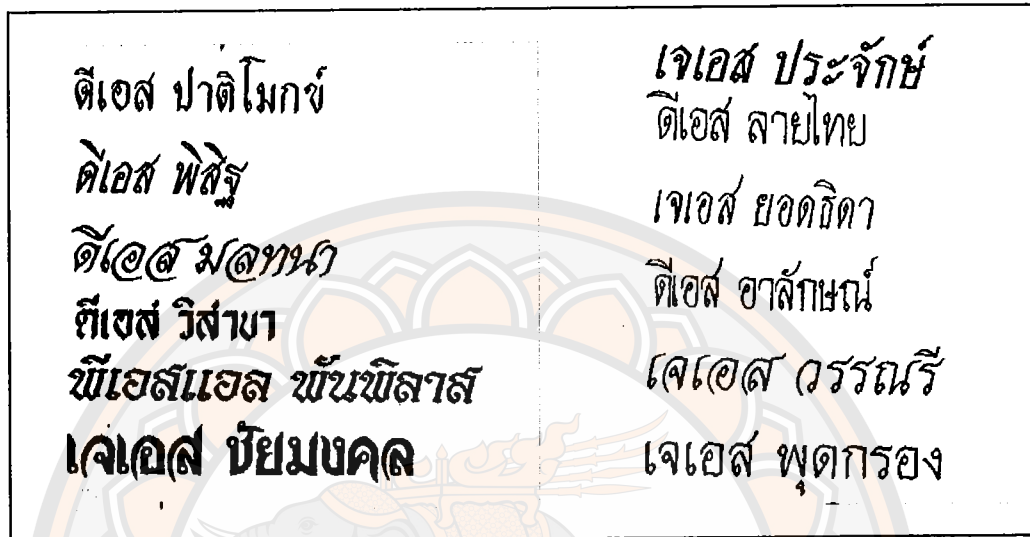 ดีเอส ปาติโมกข์
ดีเอส พิสิฐ
ดีเอส มลทนา
ดีเอส วิสาขา
พีเอสแอล พันพิลาส
เจเอส ชัยมงคล
เจเอส ประจักษ์
ดีเอส ลายไทย
เจเอส ยอดธิดา
ดีเอส อาลักษณ์
เจเอส วรรณรี
เจเอส พุดกรอง